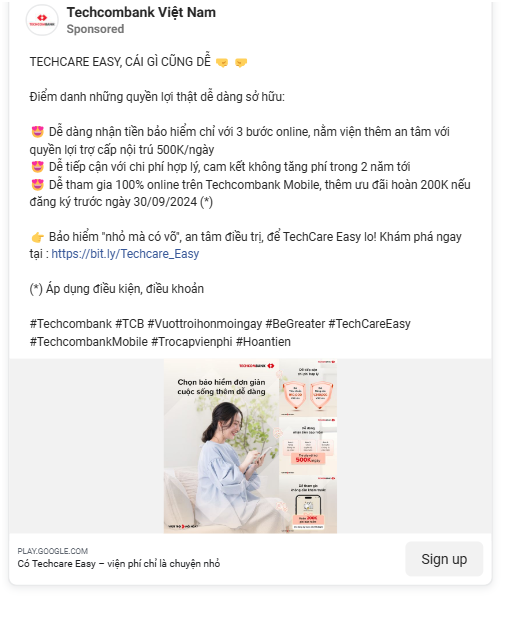 Techcombank Việt Nam
Sponsored
TECHCARE EASY, CÁI GÌ CŨNG DỄ 🤝 🤝
Điểm danh những quyền lợi thật dễ dàng sở hữu:
😍 Dễ dàng nhận tiền bảo hiểm chỉ với 3 bước online, nằm viện thêm an tâm với
quyền lợi trợ cấp nội trú 500K/ngày
😍 Dễ tiếp cận với chi phí hợp lý, cam kết không tăng phí trong 2 năm tới
😍 Dễ tham gia 100% online trên Techcombank Mobile, thêm ưu đãi hoàn 200K nếu
đăng ký trước ngày 30/09/2024 (*)
👉 Bảo hiểm "nhỏ mà có võ", an tâm điều trị, để TechCare Easy lo! Khám phá ngay
tại : https://bit.ly/Techcare_Easy
(*) Áp dụng điều kiện, điều khoản
#Techcombank #TCB #Vuottroihonmoingay #BeGreater #TechCareEasy
#TechcombankMobile #Trocapvienphi #Hoantien
TECHCOMBANK
Chọn bảo hiểm đơn giản
cuộc sống thêm dễ dàng
500K
200K
PLAY.GOOGLE.COM
Có Techcare Easy – viện phí chỉ là chuyện nhỏ
Sign up